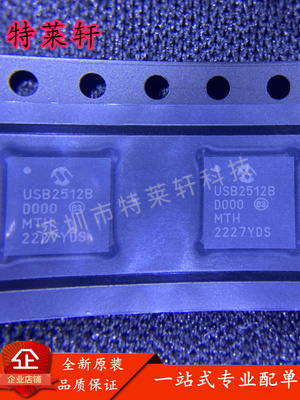 特莱轩
USB2512B
D000 e3
MTH
2227YDS
USB2512B
D000 e3
MTH
2227YDS
深圳市特莱轩科技
企业店铺
全新原装
品质保证
一站式专业配单